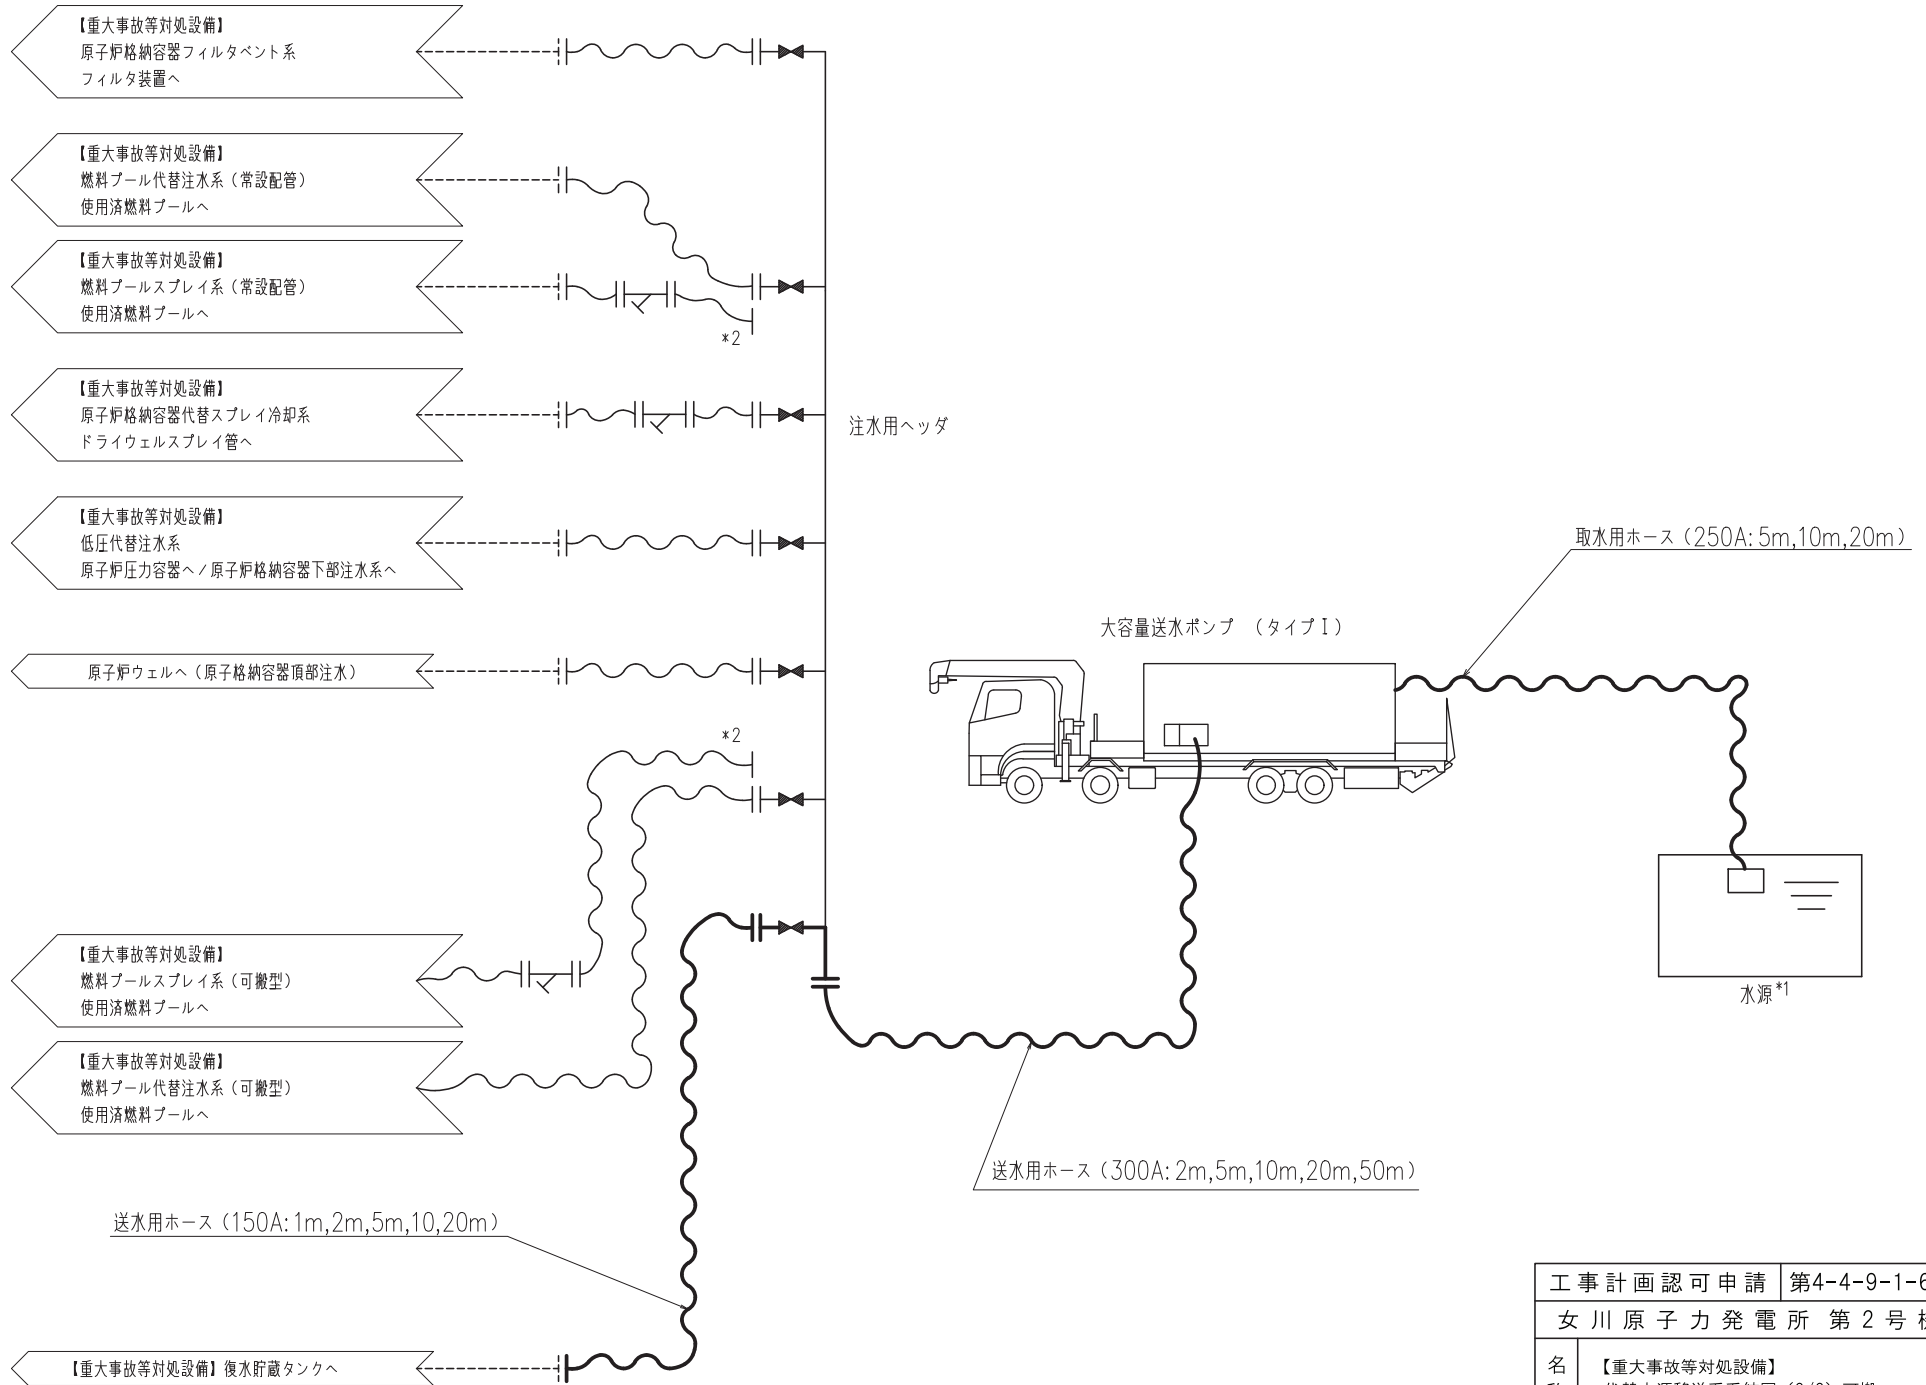 【重大事故等対処設備】
原子炉格納容器フィルタベント系
フィルタ装置へ
【重大事故等対処設備】
燃料プール代替注水系（常設配管）
使用済燃料プールへ
【重大事故等対処設備】
燃料プールスプレイ系（常設配管）
使用済燃料プールへ
*2
【重大事故等対処設備】
原子炉格納容器代替スプレイ冷却系
ドライウェルスプレイ管へ
注水用ヘッダ
【重大事故等対処設備】
低圧代替注水系
原子炉圧力容器へ／原子炉格納容器下部注水系へ
取水用ホース（250A:5m,10m,20m）
大容量送水ポンプ （タイプⅠ）
原子炉ウェルへ（原子格納容器頂部注水）
*2
【重大事故等対処設備】
燃料プールスプレイ系（可搬型）
使用済燃料プールへ
水源*1
【重大事故等対処設備】
燃料プール代替注水系（可搬型）
使用済燃料プールへ
送水用ホース（300A:2m,5m,10m,20m,50m）
送水用ホース（150A:1m,2m,5m,10,20m）
【重大事故等対処設備】復水貯蔵タンクへ
工事計画認可申請 第4-4-9-1-6
女川原子力発電所 第2号
名
【重大事故等対処設備】